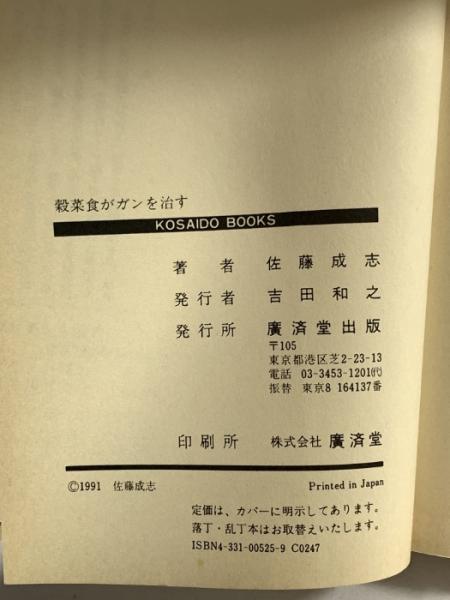 穀菜食がガンを治す
KOSAIDO BOOKS
著者 佐藤成志
発行者 吉田和之
発行所 廣済堂出版
〒105
東京都港区芝2-23-13
電話 03-3453-1201(代)
振替 東京8 164137番
印刷所 株式会社 廣済堂
©1991 佐藤成志 Printed in Japan
定価は、カバーに明示してあります。
落丁・乱丁本はお取替えいたします。
ISBN4-331-00525-9 C0247